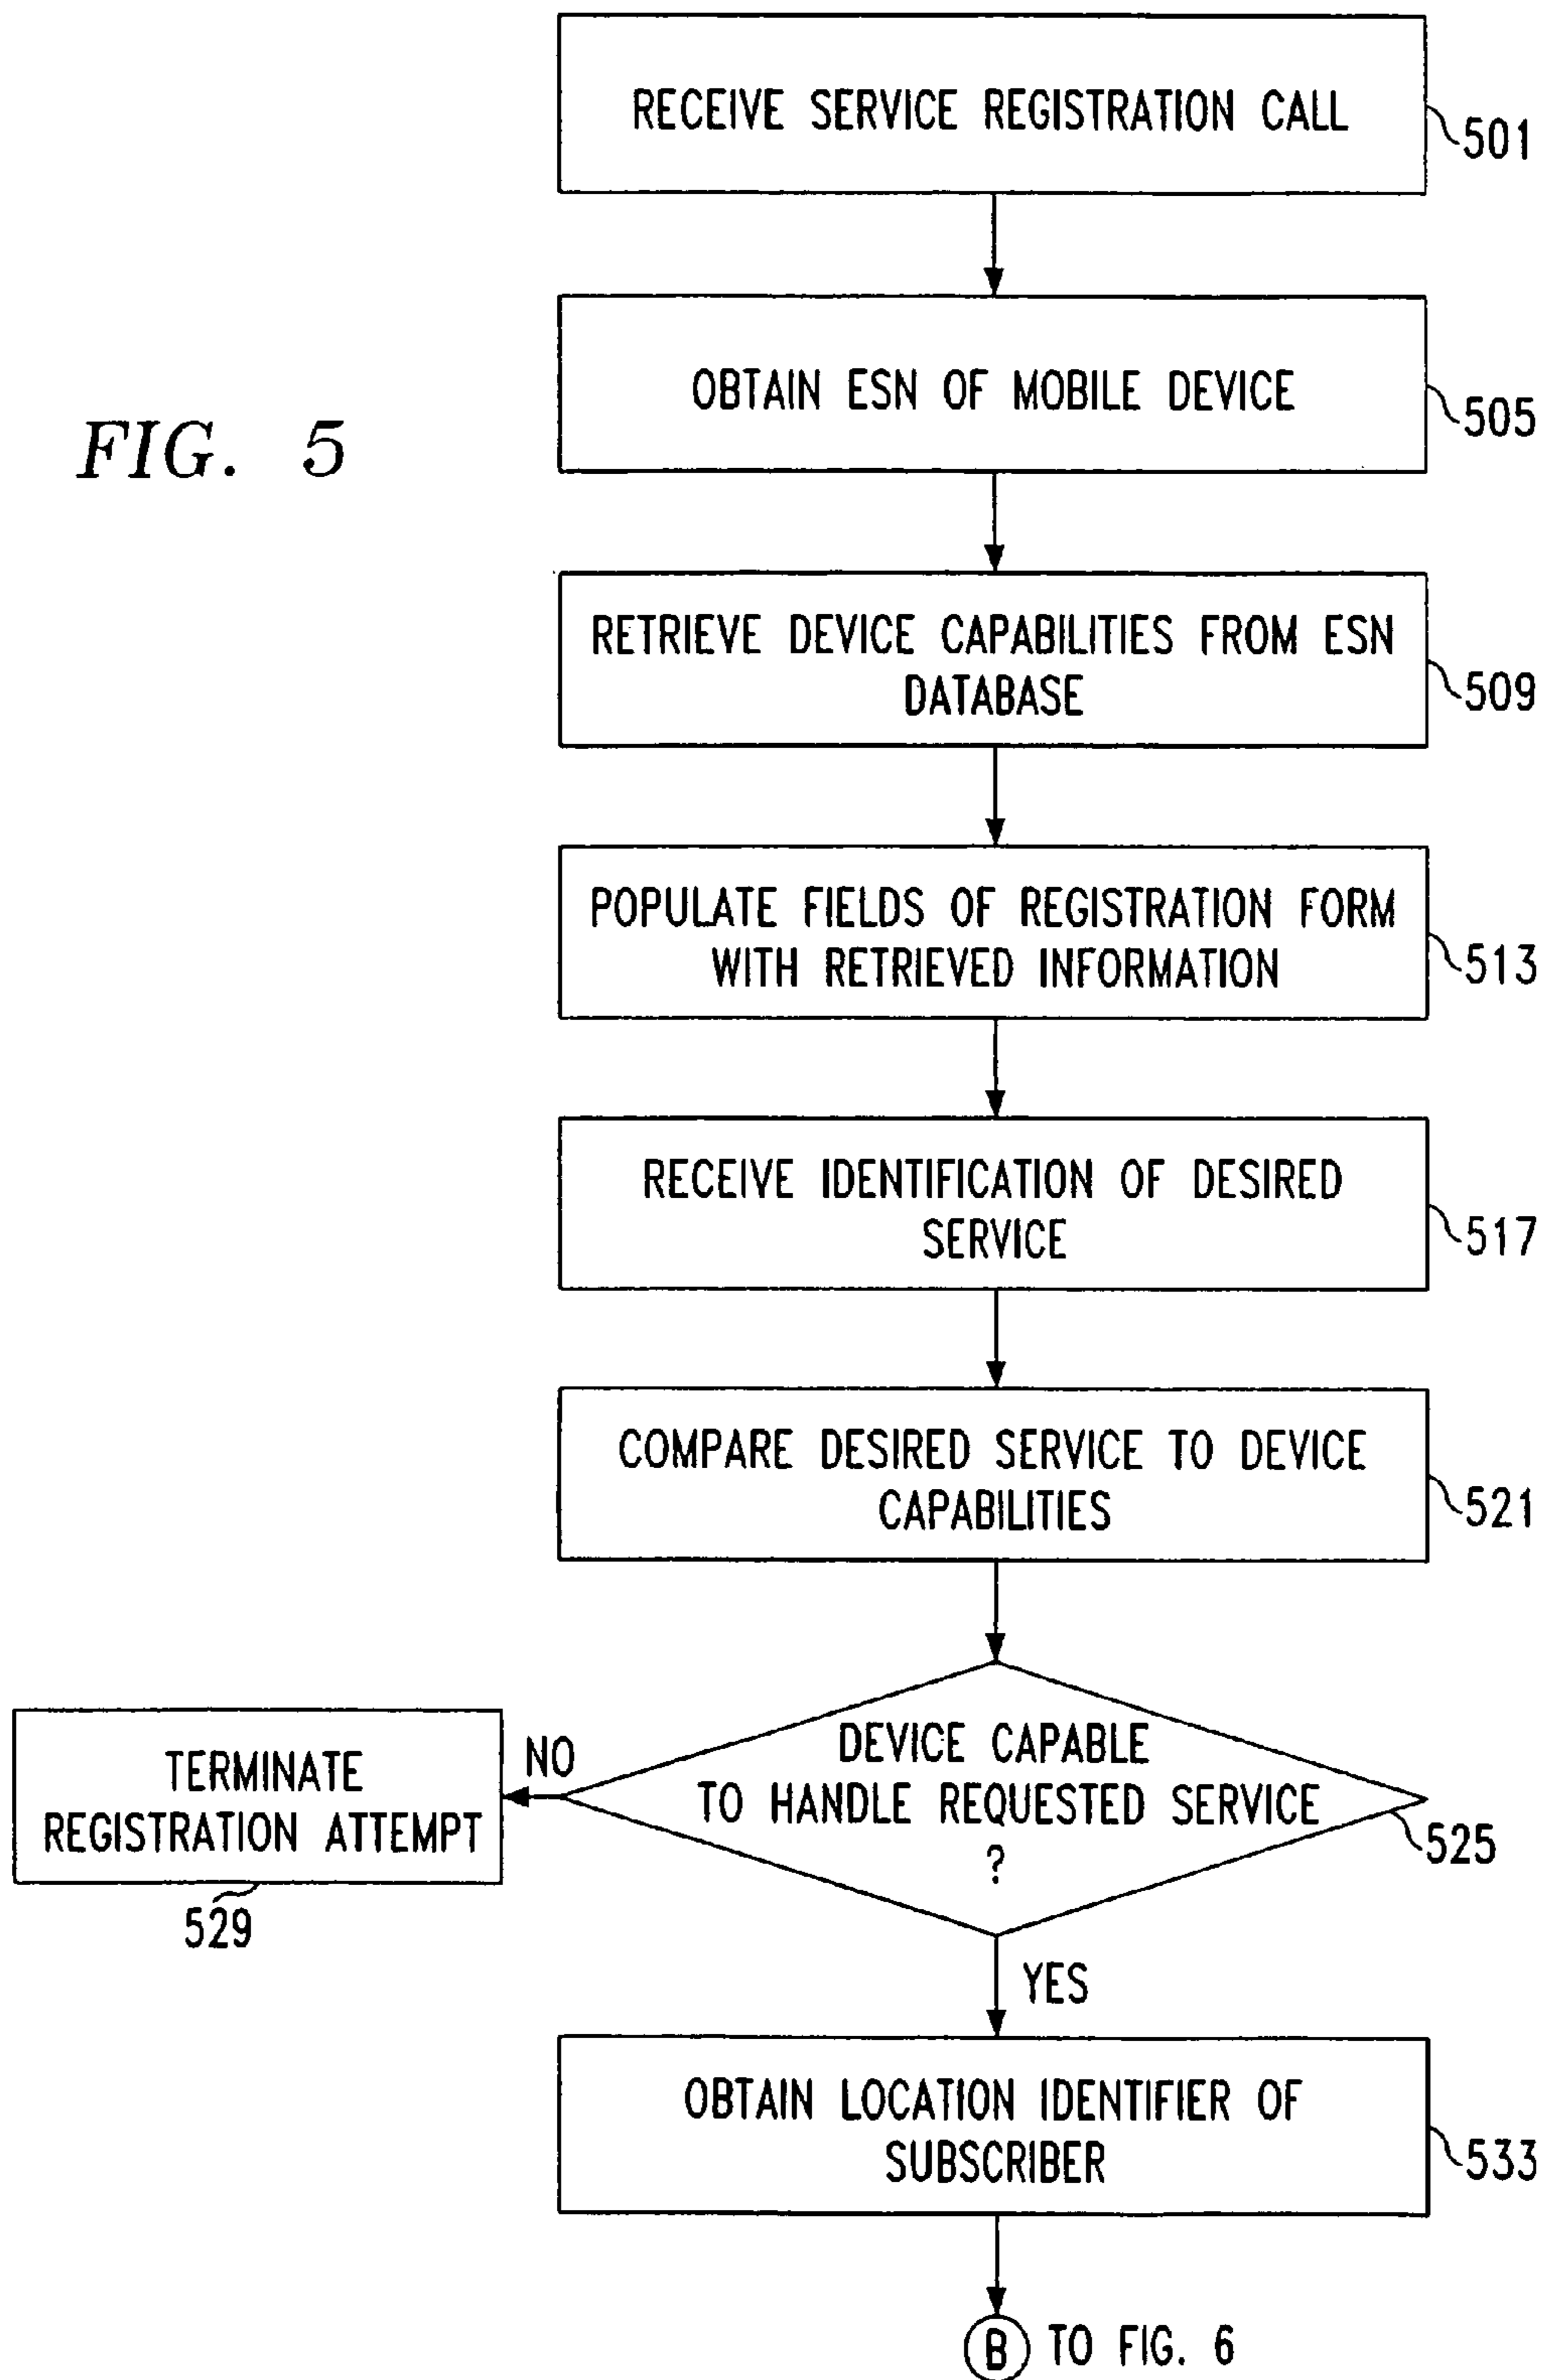 RECEIVE SERVICE REGISTRATION CALL
501
OBTAIN ESN OF MOBILE DEVICE
505
FIG. 5
RETRIEVE DEVICE CAPABILITIES FROM ESN
DATABASE
509
POPULATE FIELDS OF REGISTRATION FORM
WITH RETRIEVED INFORMATION
513
RECEIVE IDENTIFICATION OF DESIRED
SERVICE
517
COMPARE DESIRED SERVICE TO DEVICE
CAPABILITIES
521
DEVICE CAPABLE
TO HANDLE REQUESTED SERVICE
?
525
NO
TERMINATE
REGISTRATION ATTEMPT
529
YES
OBTAIN LOCATION IDENTIFIER OF
SUBSCRIBER
533
B TO FIG. 6